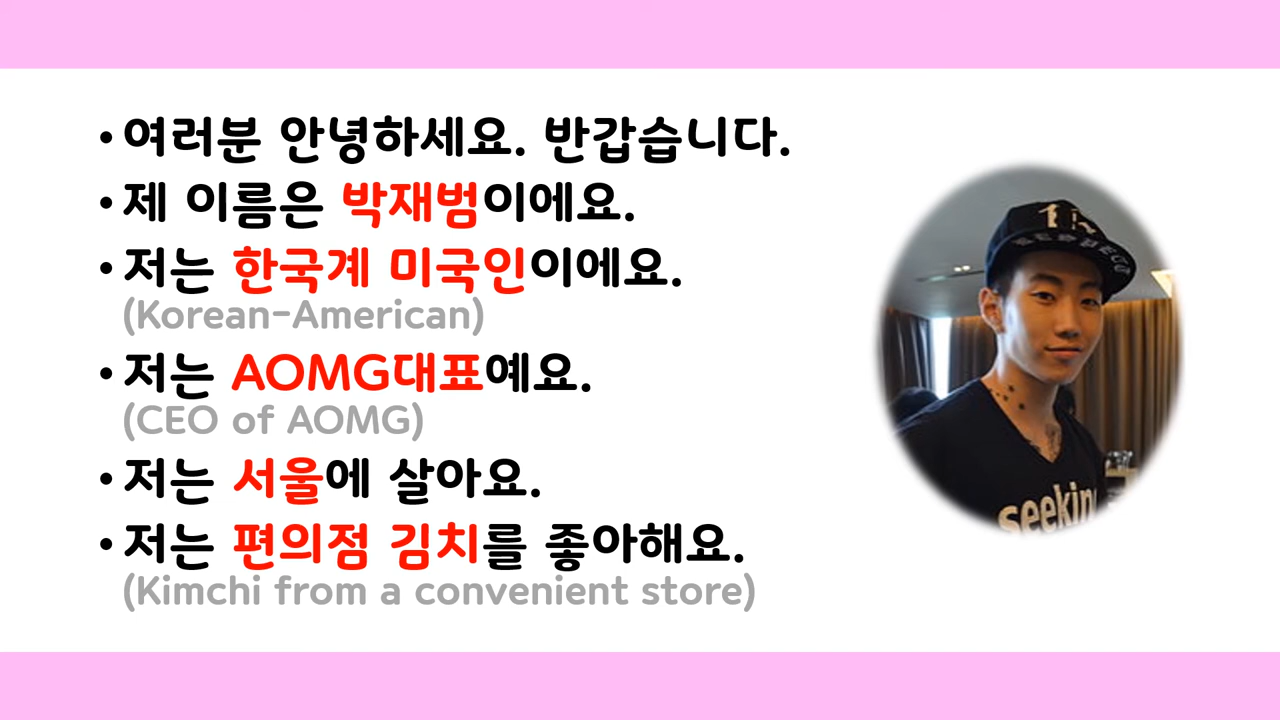 • 여러분 안녕하세요. 반갑습니다.
• 제 이름은 박재범이에요.
• 저는 한국계 미국인이에요.
(Korean-American)
• 저는 AOMG대표예요.
(CEO of AOMG)
• 저는 서울에 살아요.
• 저는 편의점 김치를 좋아해요.
(Kimchi from a convenient store)
seekin